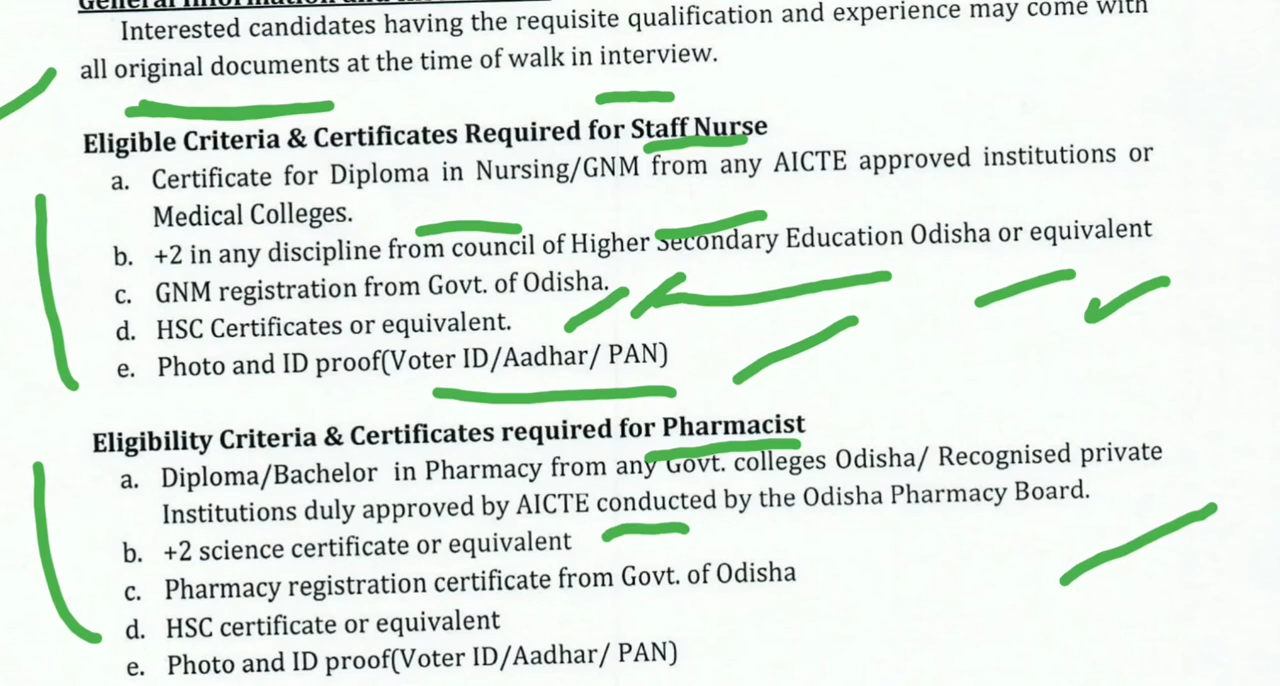 General Information and
Interested candidates having the requisite qualification and experience may come with
all original documents at the time of walk in interview.
Eligible Criteria & Certificates Required for Staff Nurse
a. Certificate for Diploma in Nursing/GNM from any AICTE approved institutions or
Medical Colleges.
b. +2 in any discipline from council of Higher Secondary Education Odisha or equivalent
c. GNM registration from Govt. of Odisha.
d. HSC Certificates or equivalent.
e. Photo and ID proof(Voter ID/Aadhar/ PAN)
Eligibility Criteria & Certificates required for Pharmacist
a. Diploma/Bachelor in Pharmacy from any Govt. colleges Odisha/ Recognised private
Institutions duly approved by AICTE conducted by the Odisha Pharmacy Board.
b. +2 science certificate or equivalent
c. Pharmacy registration certificate from Govt. of Odisha
d. HSC certificate or equivalent
e. Photo and ID proof(Voter ID/Aadhar/ PAN)